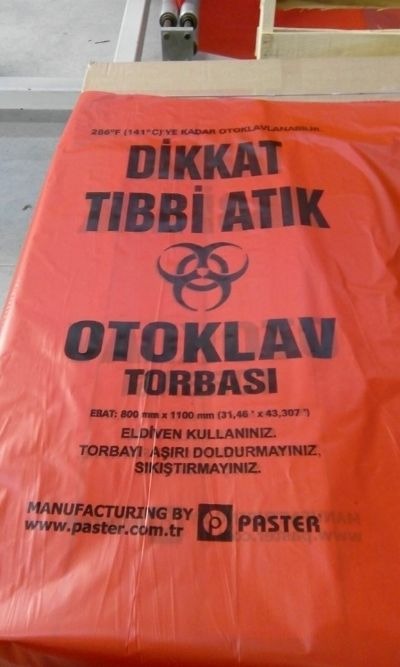 286°F (141°C)'YE KADAR OTOKLAVLANABİLİR.
DİKKAT
TIBBİ ATIK
OTOKLAV
TORBASI
EBAT: 800 mm x 1100 mm (31,46 " x 43,307 ")
ELDİVEN KULLANINIZ.
TORBAYI AŞIRI DOLDURMAYINIZ,
SIKIŞTIRMAYINIZ.
MANUFACTURING BY
www.paster.com.tr
PASTER